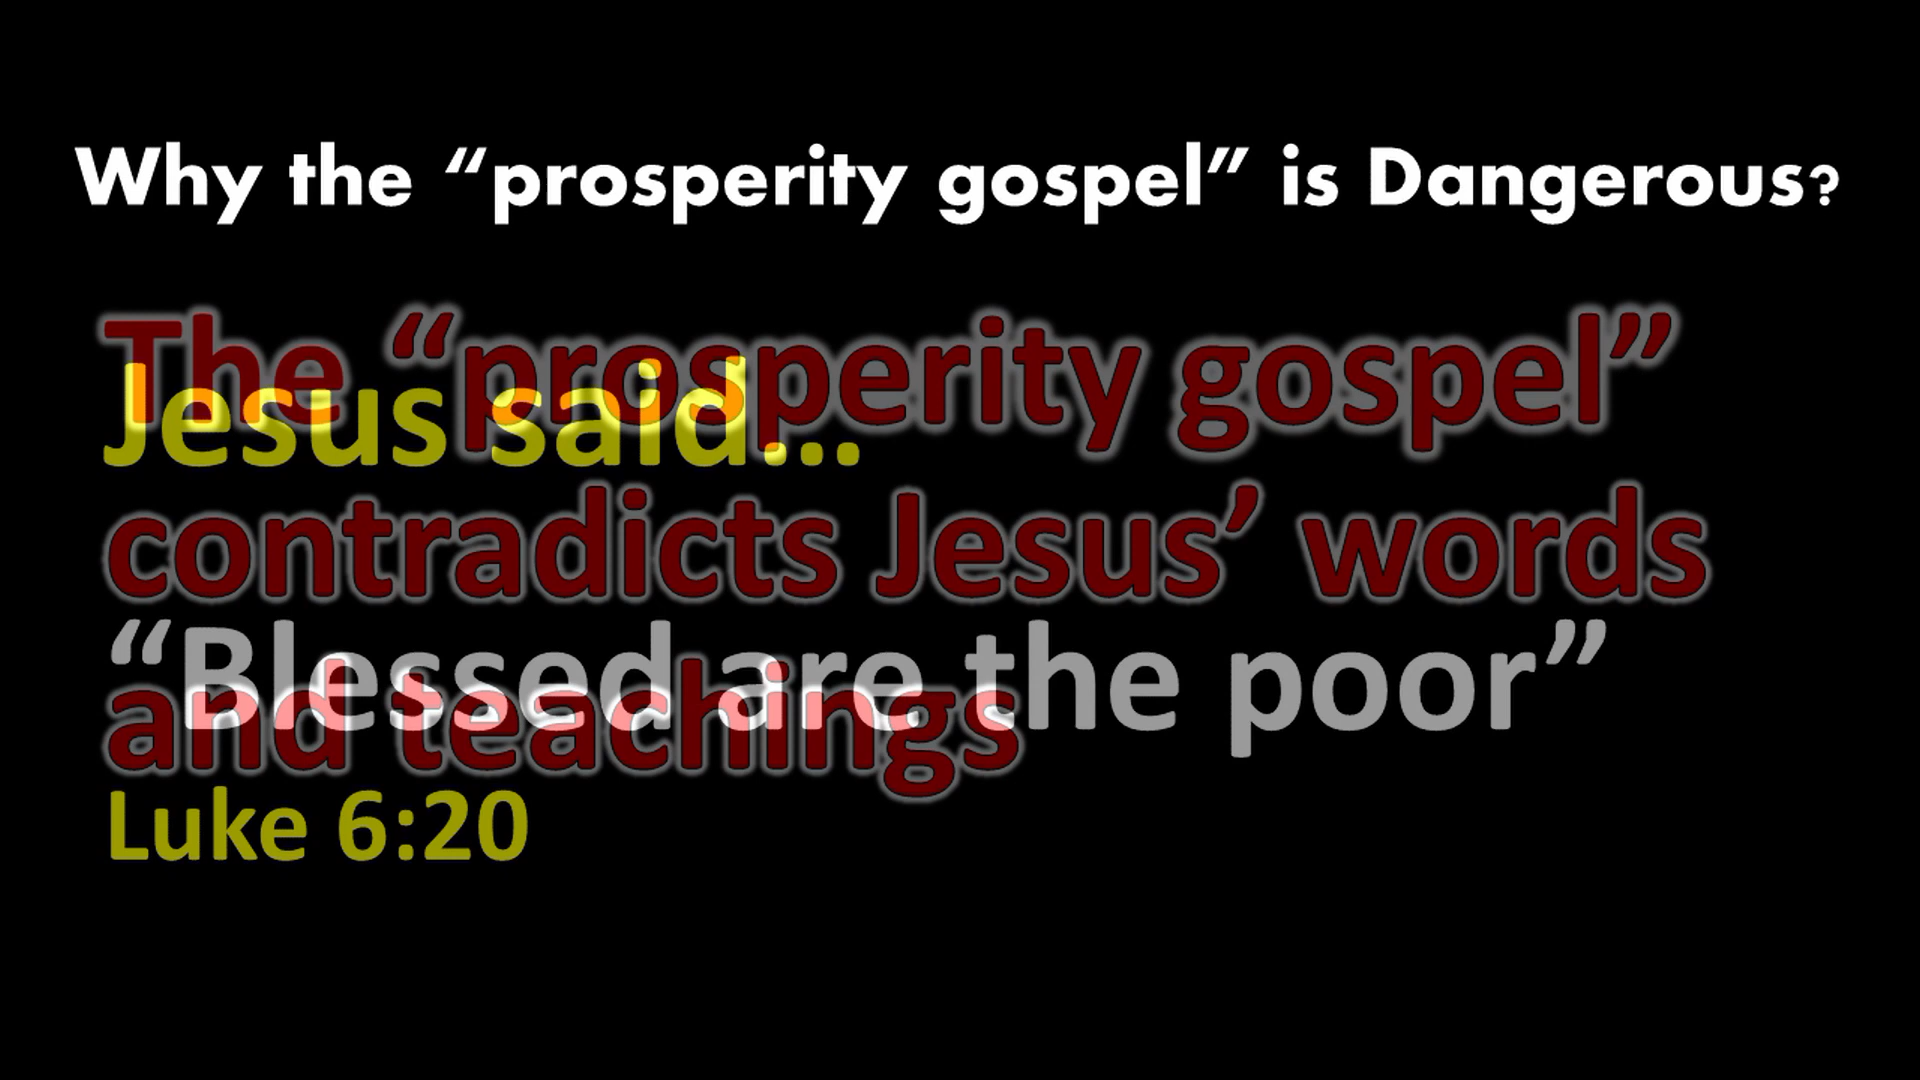 Why the “prosperity gospel” is Dangerous?
The “prosperity gospel”
Jesus said...
contradicts Jesus’ words
“Blessed are the poor”
and teachings
Luke 6:20